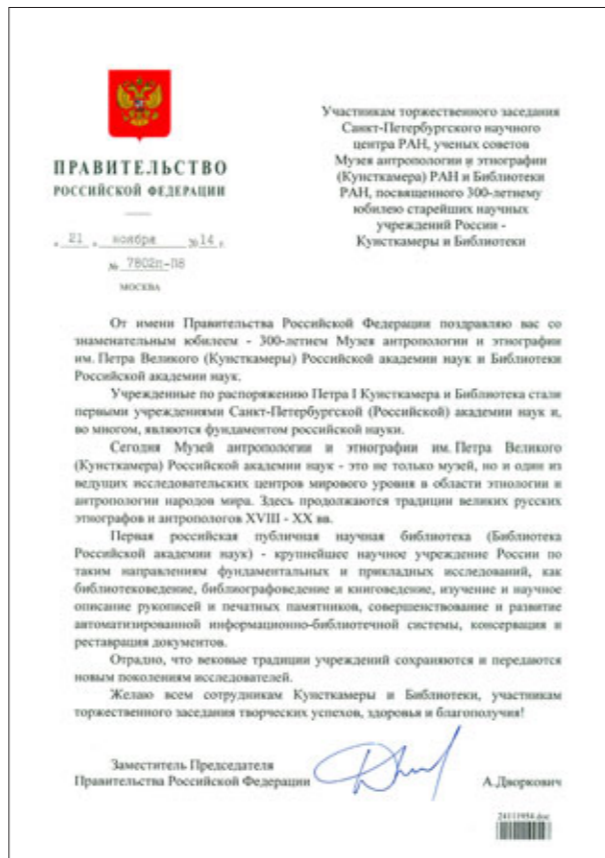 ПРАВИТЕЛЬСТВО
РОССИЙСКОЙ ФЕДЕРАЦИИ
« 21 » ноября 2014 г.
№ 7802п-П8
МОСКВА
Участникам торжественного заседания
Санкт-Петербургского научного
центра РАН, ученых советов
Музея антропологии и этнографии
(Кунсткамера) РАН и Библиотеки
РАН, посвященного 300-летнему
юбилею старейших научных
учреждений России -
Кунсткамеры и Библиотеки
От имени Правительства Российской Федерации поздравляю вас со
знаменательным юбилеем - 300-летием Музея антропологии и этнографии
им. Петра Великого (Кунсткамеры) Российской академии наук и Библиотеки
Российской академии наук.
Учрежденные по распоряжению Петра I Кунсткамера и Библиотека стали
первыми учреждениями Санкт-Петербургской (Российской) академии наук и,
во многом, являются фундаментом российской науки.
Сегодня Музей антропологии и этнографии им. Петра Великого
(Кунсткамера) Российской академии наук - это не только музей, но и один из
ведущих исследовательских центров мирового уровня в области этнологии и
антропологии народов мира. Здесь продолжаются традиции великих русских
этнографов и антропологов XVIII - XX вв.
Первая российская публичная научная библиотека (Библиотека
Российской академии наук) - крупнейшее научное учреждение России по
таким направлениям фундаментальных и прикладных исследований, как
библиотековедение, библиографоведение и книговедение, изучение и научное
описание рукописей и печатных памятников, совершенствование и развитие
автоматизированной информационно-библиотечной системы, консервация и
реставрация документов.
Отрадно, что вековые традиции учреждений сохраняются и передаются
новым поколениям исследователей.
Желаю всем сотрудникам Кунсткамеры и Библиотеки, участникам
торжественного заседания творческих успехов, здоровья и благополучия!
Заместитель Председателя
Правительства Российской Федерации
А.Дворкович
24111954.doc